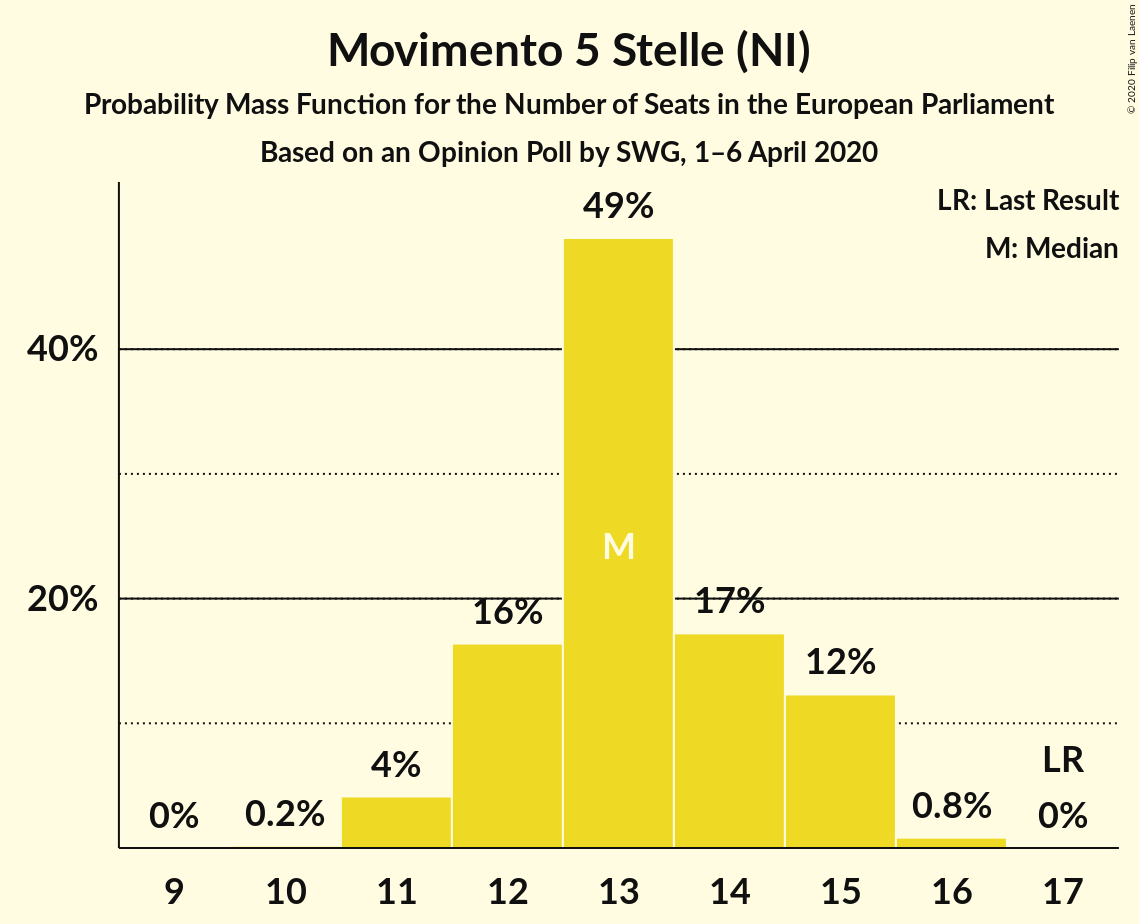 Movimento 5 Stelle (NI)
Probability Mass Function for the Number of Seats in the European Parliament
Based on an Opinion Poll by SWG, 1–6 April 2020
© 2020 Filip van Laenen
LR: Last Result
M: Median
49%
40%
M
20%
16%
17%
12%
4%
LR
0%
0.2%
0.8%
0%
9 10 11 12 13 14 15 16 17